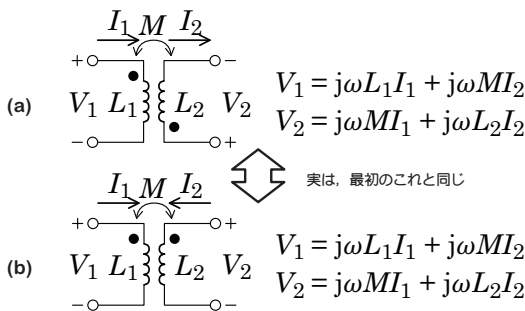 I₁ M I₂
+ −
(a) V₁ L₁ L₂ V₂
− +
V₁ = jωL₁I₁ + jωMI₂
V₂ = jωMI₁ + jωL₂I₂
実は，最初のこれと同じ
I₁ M I₂
+ +
(b) V₁ L₁ L₂ V₂
− −
V₁ = jωL₁I₁ + jωMI₂
V₂ = jωMI₁ + jωL₂I₂